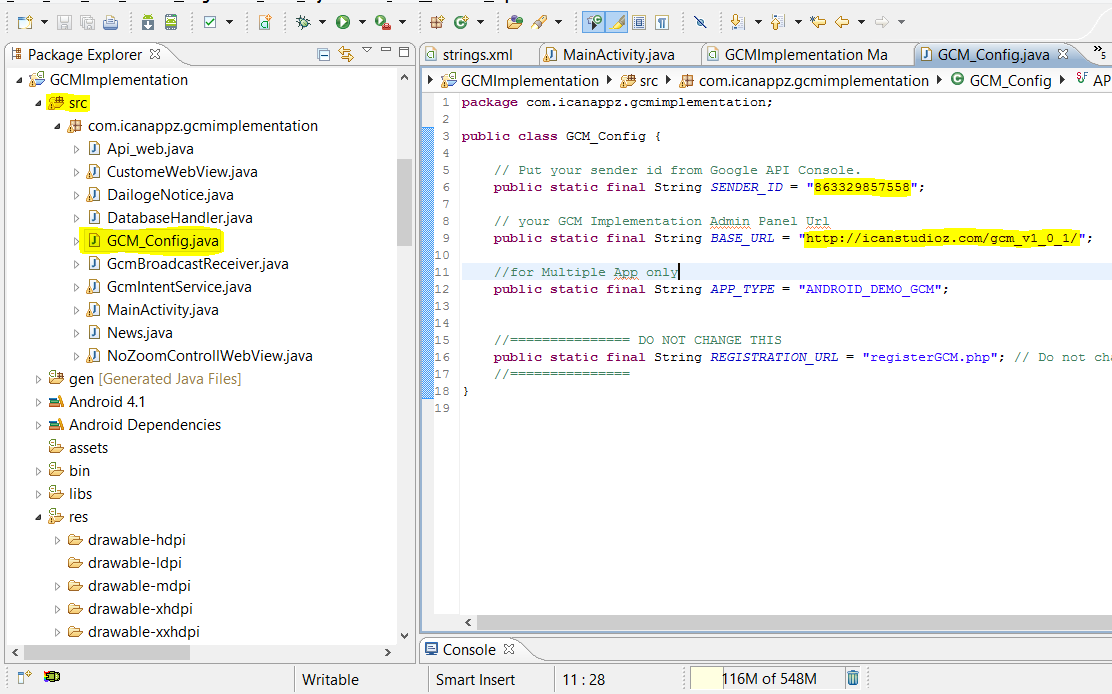 Package Explorer
GCMImplementation
src
com.icanappz.gcmimplementation
Api_web.java
CustomeWebView.java
DailogeNotice.java
DatabaseHandler.java
GCM_Config.java
GcmBroadcastReceiver.java
GcmIntentService.java
MainActivity.java
News.java
NoZoomControllWebView.java
gen [Generated Java Files]
Android 4.1
Android Dependencies
assets
bin
libs
res
drawable-hdpi
drawable-ldpi
drawable-mdpi
drawable-xhdpi
drawable-xxhdpi
strings.xml MainActivity.java GCMImplementation Ma GCM_Config.java »5
GCMImplementation src com.icanappz.gcmimplementation GCM_Config AP
1 package com.icanappz.gcmimplementation;
2
3 public class GCM_Config {
4
5 // Put your sender id from Google API Console.
6 public static final String SENDER_ID = "863329857558";
7
8 // your GCM Implementation Admin Panel Url
9 public static final String BASE_URL = "http://icanstudioz.com/gcm_v1_0_1/";
10
11 //for Multiple App only
12 public static final String APP_TYPE = "ANDROID_DEMO_GCM";
13
14
15 //=============== DO NOT CHANGE THIS
16 public static final String REGISTRATION_URL = "registerGCM.php"; // Do not cha
17 //===============
18 }
19
Console
Writable Smart Insert 11 : 28 116M of 548M